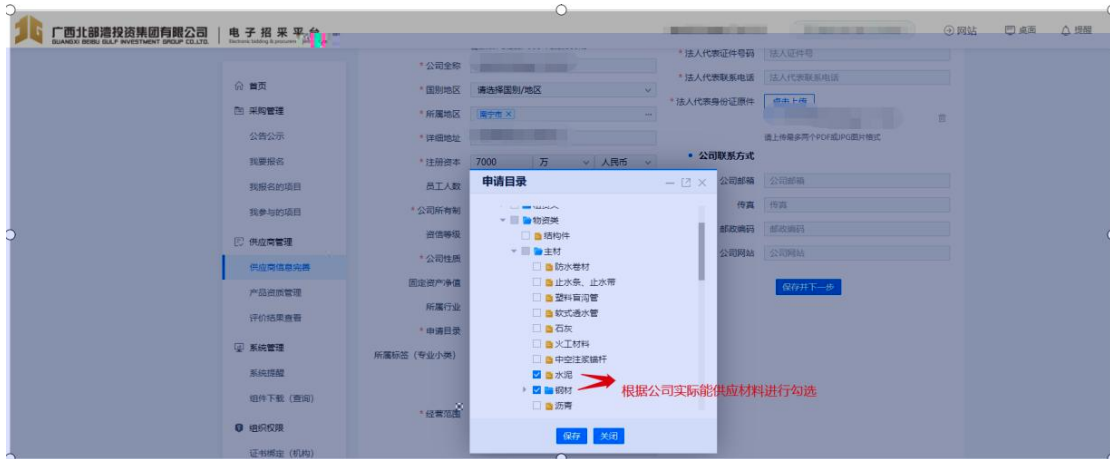 广西北部湾投资集团有限公司
GUANGXI BEIBU GULF INVESTMENT GROUP CO.,LTD.
电子招采平台
网站
桌面
提醒
首页
采购管理
公告公示
我要报名
我报名的项目
我参与的项目
供应商管理
供应商信息完善
产品资质管理
评价结果查看
系统管理
系统提醒
组件下载（查询）
组织权限
证书绑定（机构）
* 公司全称
* 国别地区 请选择国别/地区
* 所属地区 南宁市 ×
* 详细地址
* 注册资本 7000 万 人民币
员工人数
* 公司所有制
资信等级
* 公司性质
固定资产净值
所属行业
* 申请目录
所属标签（专业小类）
* 经营范围
* 法人代表证件号码 法人证件号
* 法人代表联系电话 法人代表联系电话
* 法人代表身份证原件 点击上传
请上传最多两个PDF或JPG图片格式
• 公司联系方式
公司邮箱 公司邮箱
传真 传真
邮政编码 邮政编码
公司网站 公司网站
保存并下一步
申请目录
物资类
结构件
主材
防水卷材
止水条、止水带
塑料盲沟管
软式透水管
石灰
火工材料
中空注浆锚杆
水泥
钢材
沥青
根据公司实际能供应材料进行勾选
保存 关闭